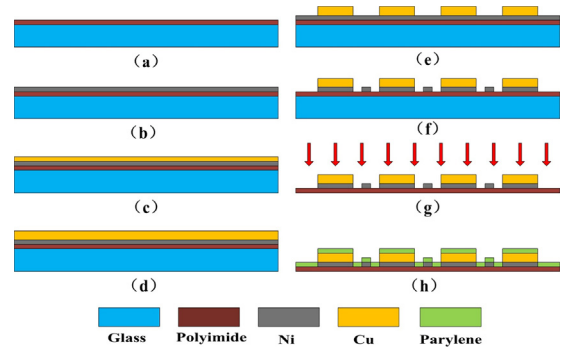 (a)
(b)
(c)
(d)
(e)
(f)
(g)
(h)
Glass Polyimide Ni Cu Parylene